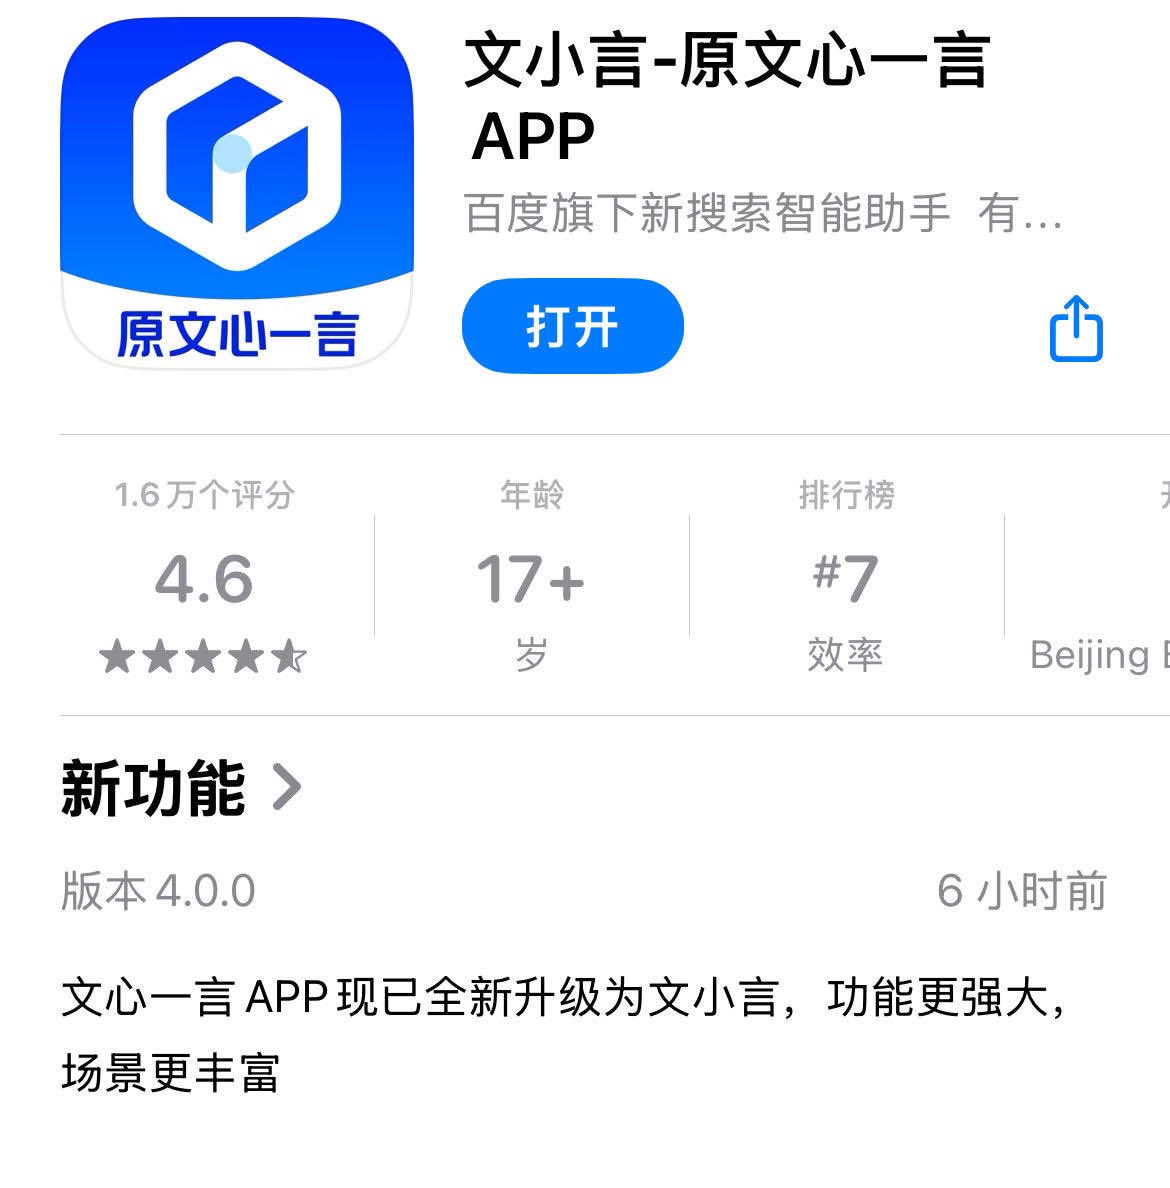 文小言-原文心一言
APP
百度旗下新搜索智能助手 有...
原文心一言
打开
1.6万个评分
4.6
年龄
17+
岁
排行榜
#7
效率
Beijing
新功能
版本 4.0.0
6 小时前
文心一言 APP 现已全新升级为文小言，功能更强大，
场景更丰富